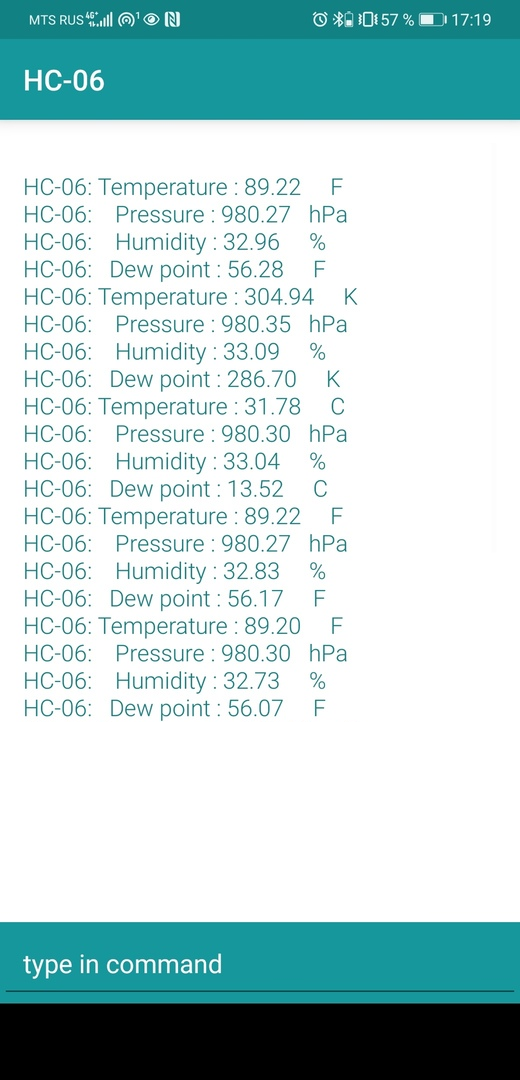 MTS RUS 4G+ 1 57 % 17:19
HC-06
HC-06: Temperature : 89.22 F
HC-06: Pressure : 980.27 hPa
HC-06: Humidity : 32.96 %
HC-06: Dew point : 56.28 F
HC-06: Temperature : 304.94 K
HC-06: Pressure : 980.35 hPa
HC-06: Humidity : 33.09 %
HC-06: Dew point : 286.70 K
HC-06: Temperature : 31.78 C
HC-06: Pressure : 980.30 hPa
HC-06: Humidity : 33.04 %
HC-06: Dew point : 13.52 C
HC-06: Temperature : 89.22 F
HC-06: Pressure : 980.27 hPa
HC-06: Humidity : 32.83 %
HC-06: Dew point : 56.17 F
HC-06: Temperature : 89.20 F
HC-06: Pressure : 980.30 hPa
HC-06: Humidity : 32.73 %
HC-06: Dew point : 56.07 F
type in command